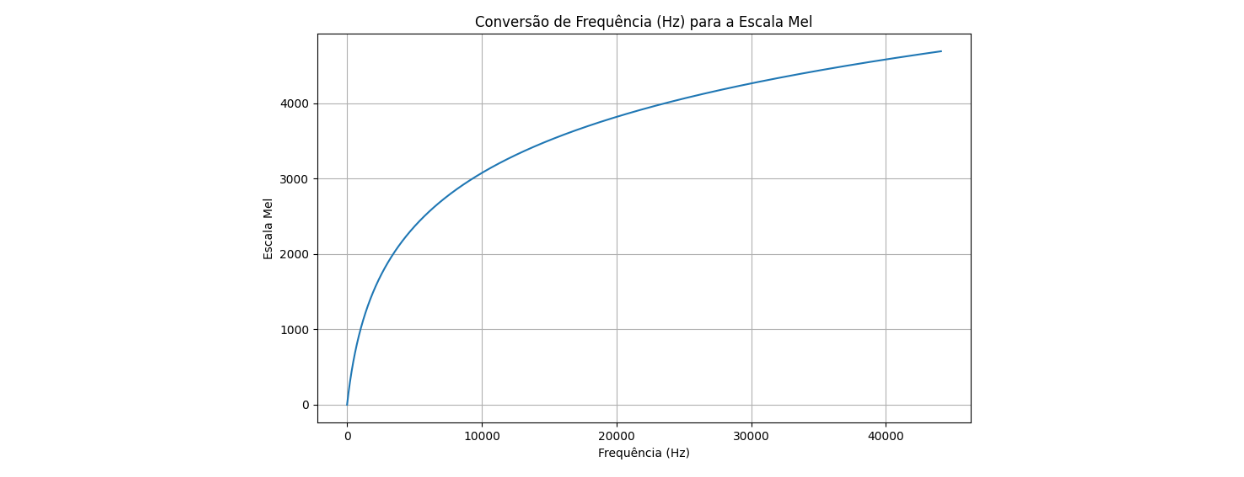 Conversão de Frequência (Hz) para a Escala Mel
4000
3000
2000
1000
0
Escala Mel
0 10000 20000 30000 40000
Frequência (Hz)